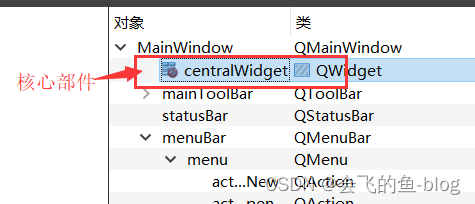 对象 类
MainWindow QMainWindow
核心部件 centralWidget QWidget
mainToolBar QToolBar
statusBar QStatusBar
menuBar QMenuBar
menu QMenu
act...New QAction
CSDN @会飞的鱼-blog
act...pen QAction